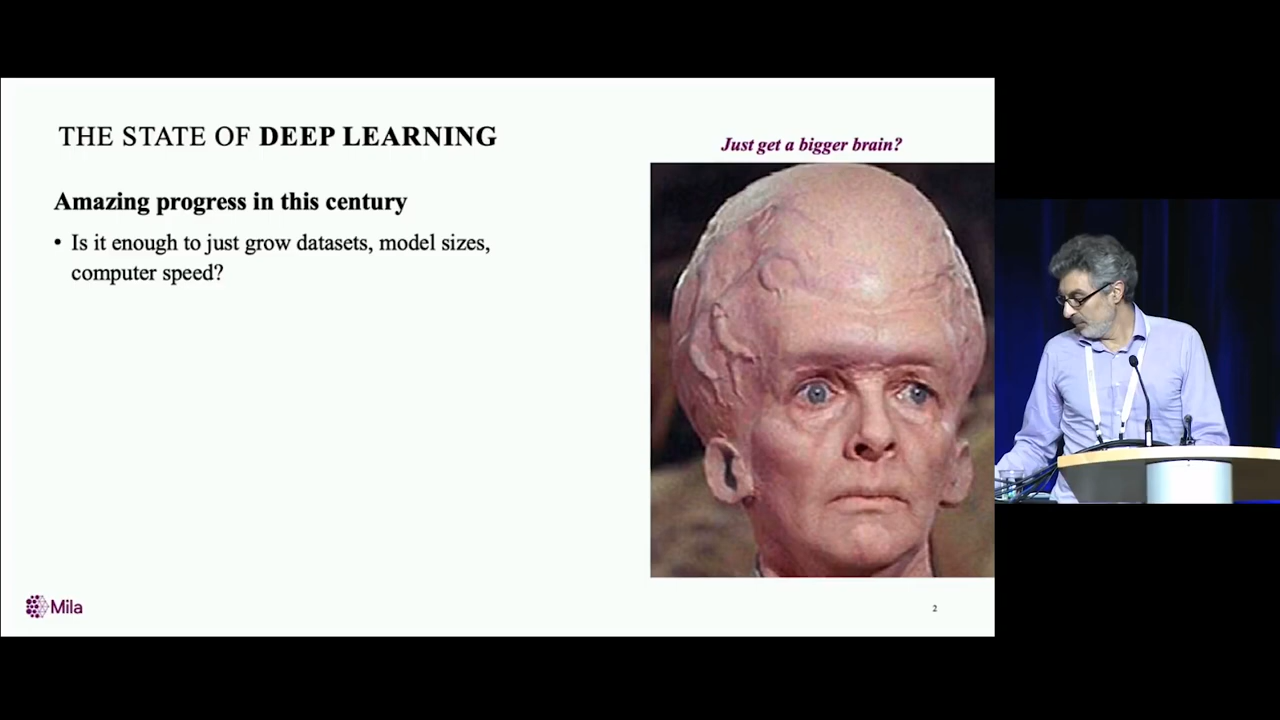 THE STATE OF DEEP LEARNING
Just get a bigger brain?
Amazing progress in this century
• Is it enough to just grow datasets, model sizes,
computer speed?
Mila
2